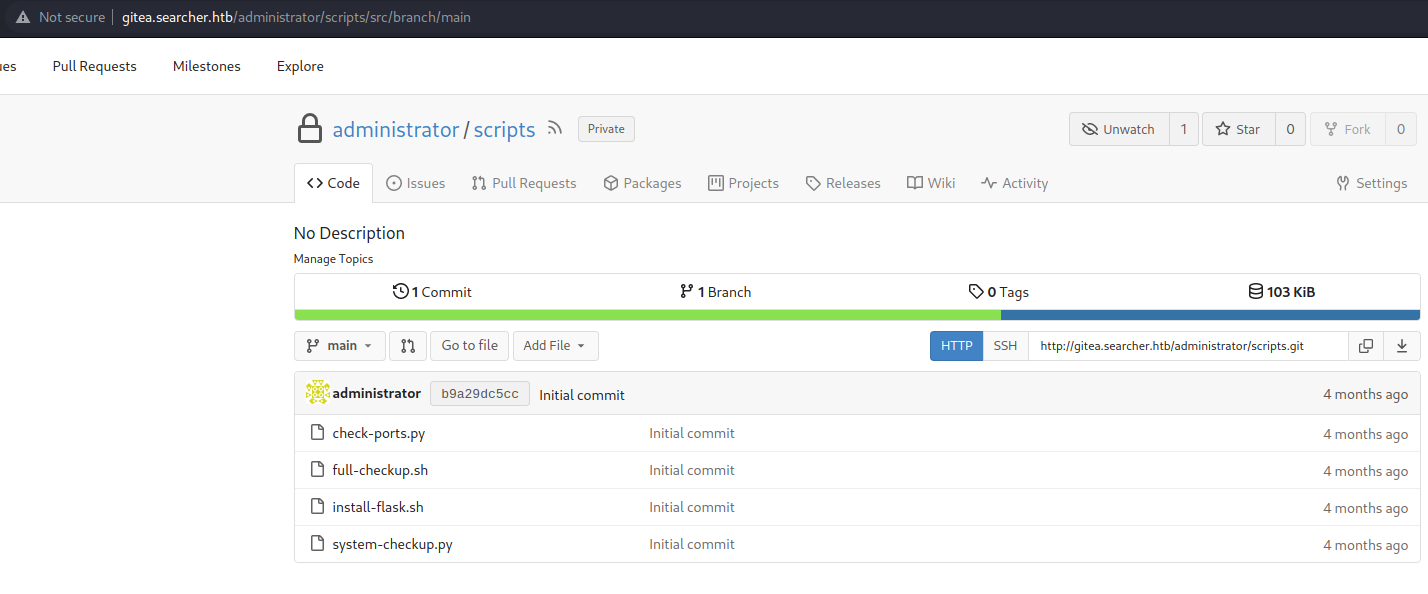 Not secure gitea.searcher.htb/administrator/scripts/src/branch/main
Pull Requests Milestones Explore
administrator / scripts Private Unwatch 1 Star 0 Fork 0
Code Issues Pull Requests Packages Projects Releases Wiki Activity Settings
No Description
Manage Topics
1 Commit 1 Branch 0 Tags 103 KiB
main Go to file Add File HTTP SSH http://gitea.searcher.htb/administrator/scripts.git
administrator b9a29dc5cc Initial commit 4 months ago
check-ports.py Initial commit 4 months ago
full-checkup.sh Initial commit 4 months ago
install-flask.sh Initial commit 4 months ago
system-checkup.py Initial commit 4 months ago